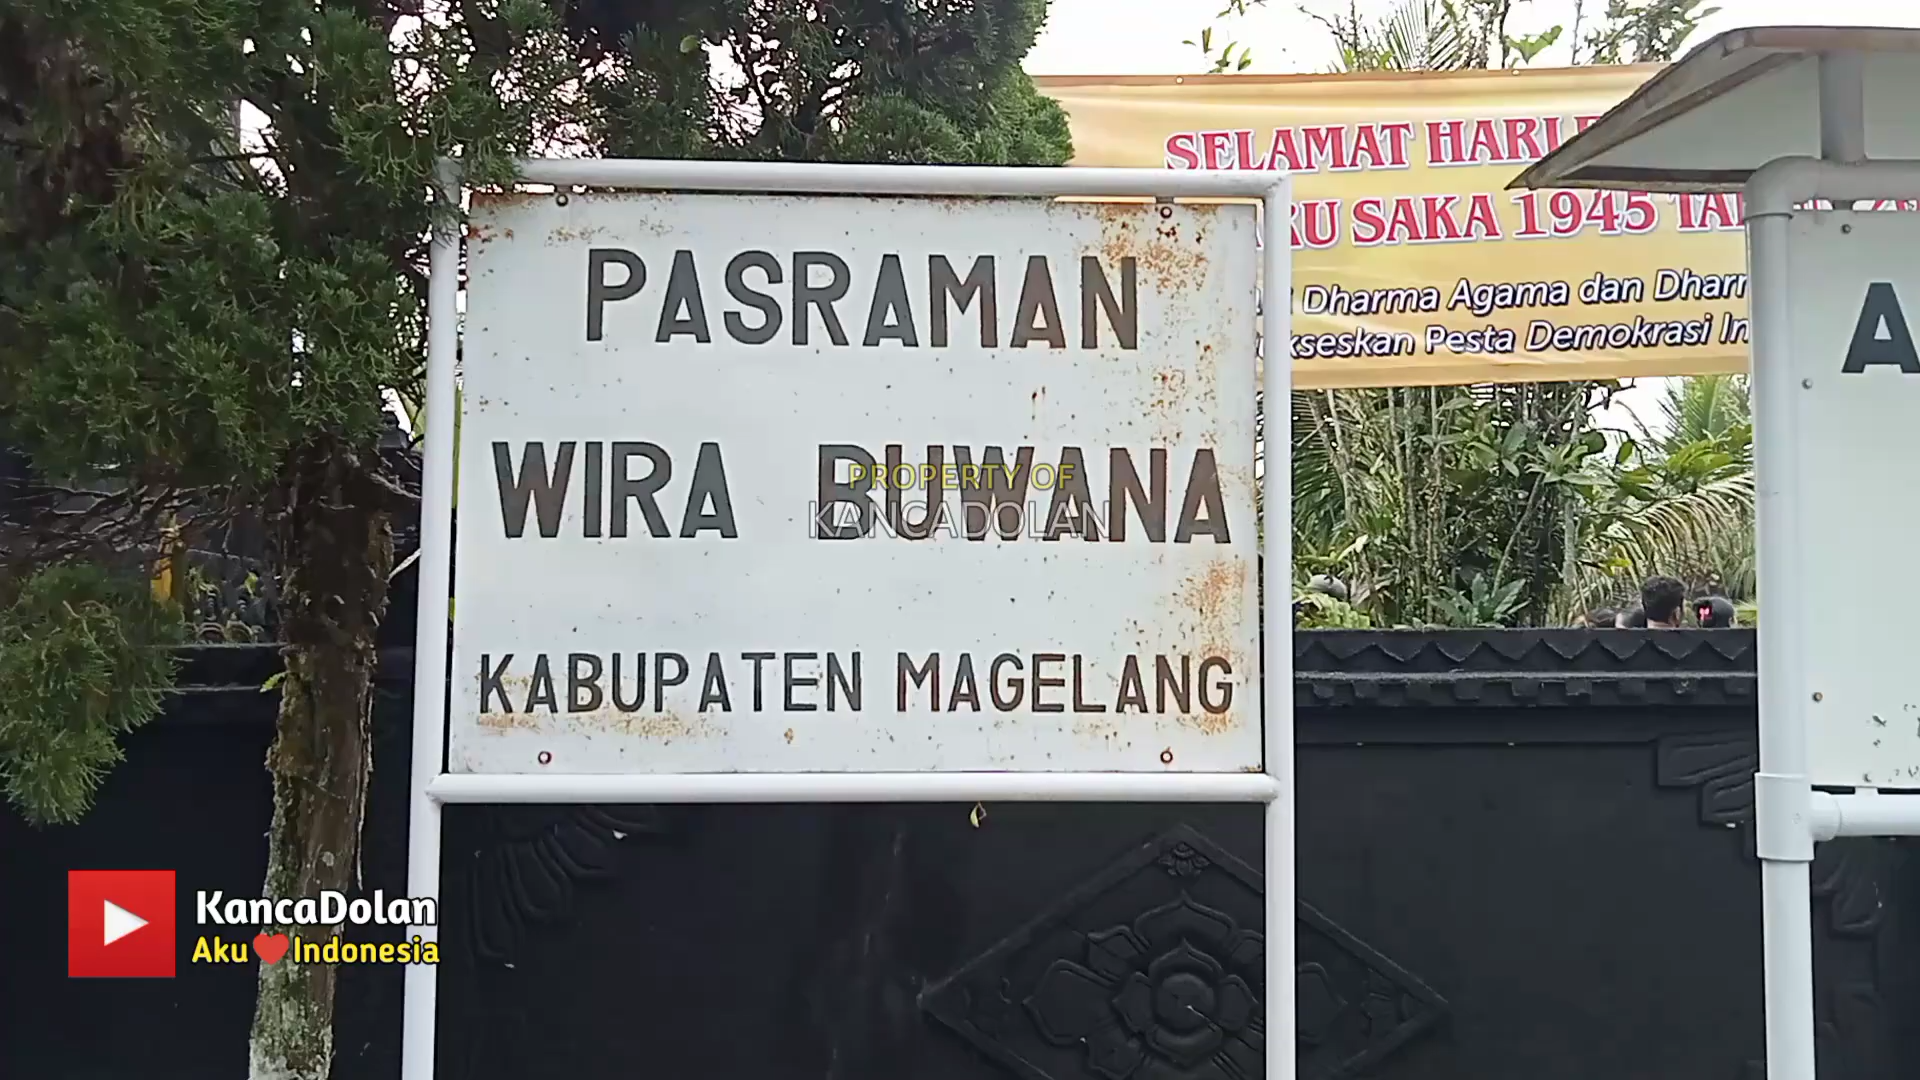 SELAMAT HARI
SAKA 1945
Dharma Agama dan
Pesta Demokrasi
PASRAMAN
WIRA BUWANA
KABUPATEN MAGELANG
PROPERTY OF
KANCADOLAN
KancaDolan
Aku❤Indonesia